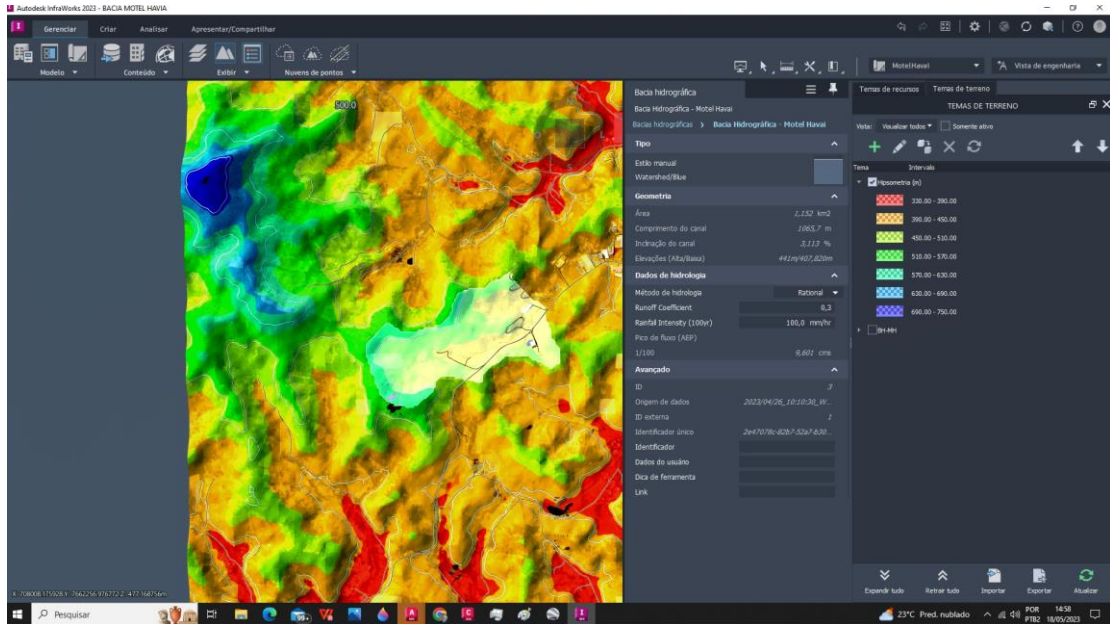 Autodesk InfraWorks 2023 - BACIA MOTEL HAVIA
Gerenciar Criar Analisar Apresentar/Compartilhar
Modelo Conteúdo Exibir Nuvens de pontos
MotelHavai
Vista de engenharia
500.0
Bacia hidrográfica
Bacia Hidrográfica - Motel Havai
Bacias hidrográficas > Bacia Hidrográfica - Motel Havai
Tipo
Estilo manual
Watershed/Blue
Geometria
Área 1,152 km2
Comprimento do canal 1065,7 m
Inclinação do canal 3,113 %
Elevações (Alta/Baixa) 441m/407,820m
Dados de hidrologia
Método de hidrologia Rational
Runoff Coefficient 0,3
Rainfall Intensity (100yr) 100,0 mm/hr
Pico de fluxo (AEP)
1/100 9,601 cms
Avançado
ID 3
Origem de dados 2023/04/26_10:10:30_W...
ID externa
Identificador único
Identificador
Dados do usuário
Dica de ferramenta
Link
Temas de recursos Temas de terreno
TEMAS DE TERRENO
Vista: Visualizar todos Somente ativo
Tema Intervalo
Hipsometria (m)
330.00 - 390.00
390.00 - 450.00
450.00 - 510.00
510.00 - 570.00
570.00 - 630.00
630.00 - 690.00
690.00 - 750.00
BH-MH
Expandir tudo Retrair tudo Importar Exportar Atualizar
Pesquisar
99+
23°C Pred. nublado
POR 14:58
PTB2 18/05/2023